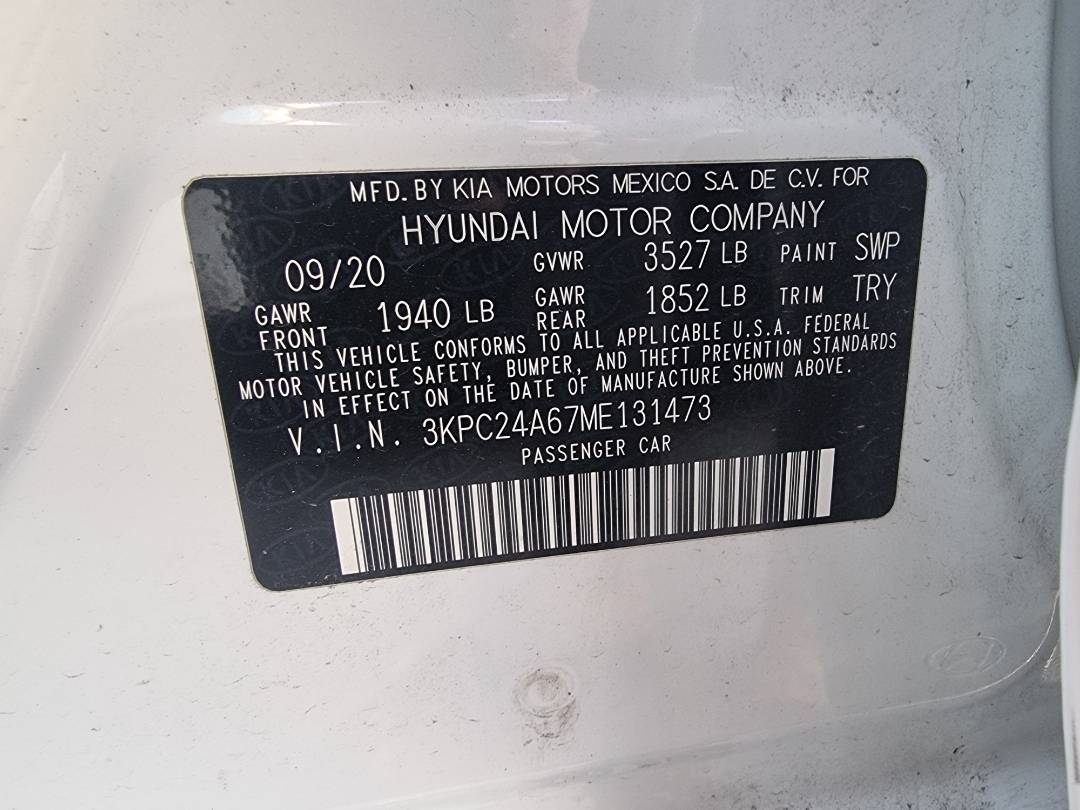 MFD. BY KIA MOTORS MEXICO S.A. DE C.V. FOR
HYUNDAI MOTOR COMPANY
09/20 GVWR 3527 LB PAINT SWP
GAWR FRONT 1940 LB GAWR REAR 1852 LB TRIM TRY
THIS VEHICLE CONFORMS TO ALL APPLICABLE U.S.A. FEDERAL
MOTOR VEHICLE SAFETY, BUMPER, AND THEFT PREVENTION STANDARDS
IN EFFECT ON THE DATE OF MANUFACTURE SHOWN ABOVE.
V.I.N. 3KPC24A67ME131473
PASSENGER CAR